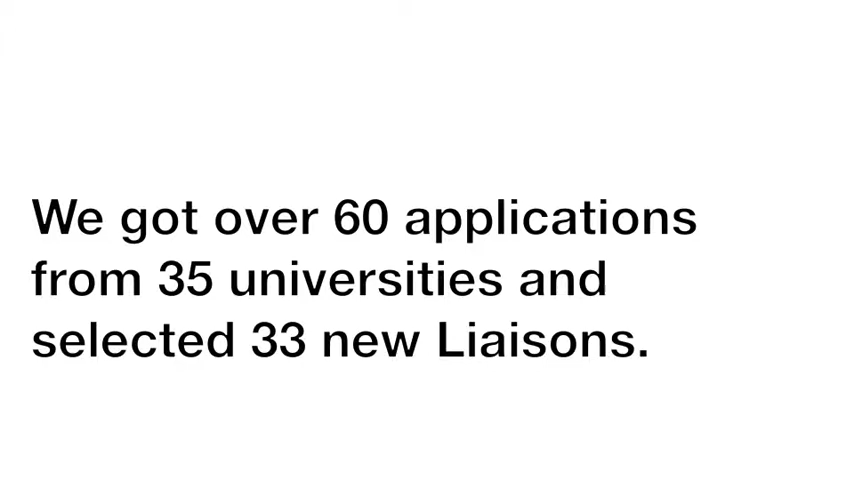 We got over 60 applications
from 35 universities and
selected 33 new Liaisons.